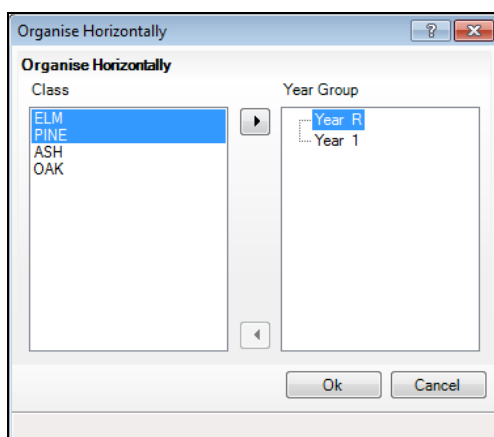 Organise Horizontally
Organise Horizontally
Class
Year Group
ELM
PINE
ASH
OAK
Year R
Year 1
Ok
Cancel